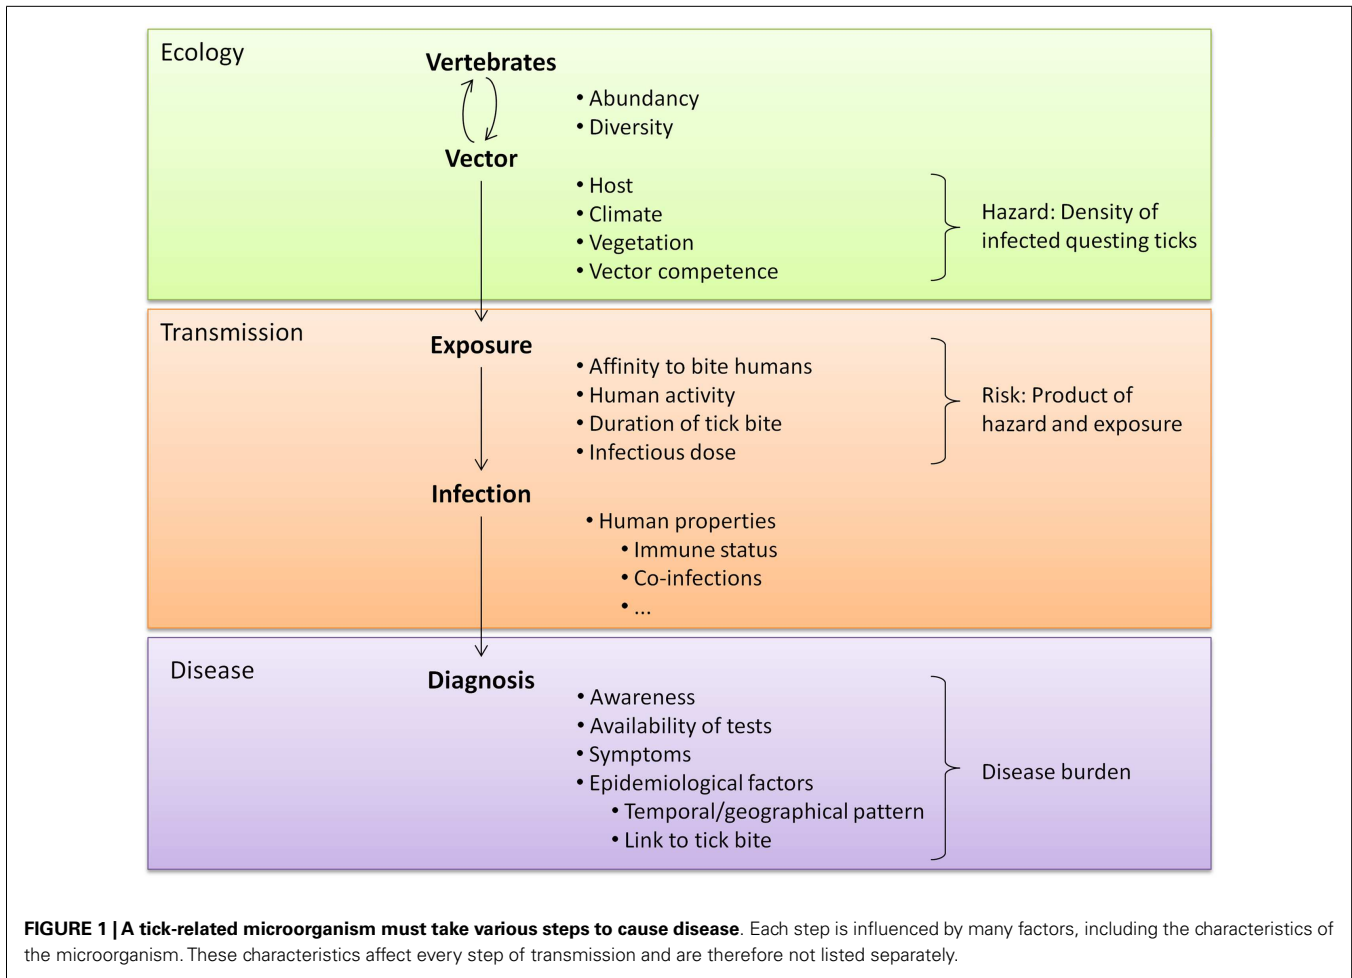 Ecology
Vertebrates
• Abundancy
• Diversity
Vector
• Host
• Climate
• Vegetation
• Vector competence
Hazard: Density of
infected questing ticks
Transmission
Exposure
• Affinity to bite humans
• Human activity
• Duration of tick bite
• Infectious dose
Risk: Product of
hazard and exposure
Infection
• Human properties
• Immune status
• Co-infections
• ...
Disease
Diagnosis
• Awareness
• Availability of tests
• Symptoms
• Epidemiological factors
• Temporal/geographical pattern
• Link to tick bite
Disease burden
FIGURE 1 | A tick-related microorganism must take various steps to cause disease. Each step is influenced by many factors, including the characteristics of
the microorganism. These characteristics affect every step of transmission and are therefore not listed separately.